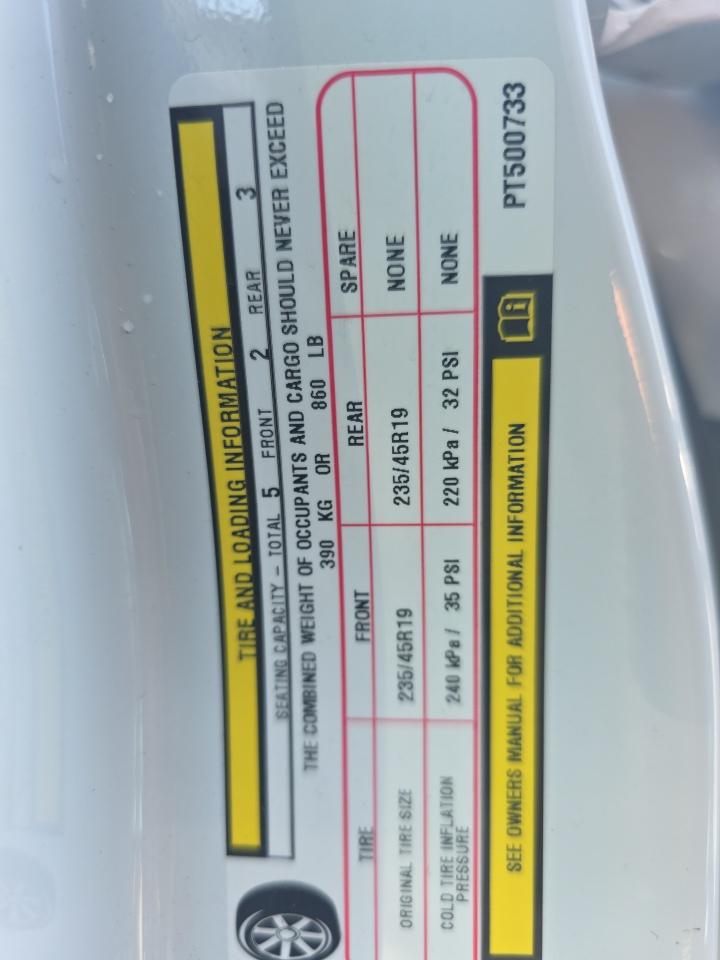 TIRE AND LOADING INFORMATION
SEATING CAPACITY – TOTAL 5 FRONT 2 REAR 3
THE COMBINED WEIGHT OF OCCUPANTS AND CARGO SHOULD NEVER EXCEED
390 KG OR 860 LB
TIRE FRONT REAR SPARE
ORIGINAL TIRE SIZE 235/45R19 235/45R19 NONE
COLD TIRE INFLATION
PRESSURE 240 kPa / 35 PSI 220 kPa / 32 PSI NONE
SEE OWNERS MANUAL FOR ADDITIONAL INFORMATION
PT500733